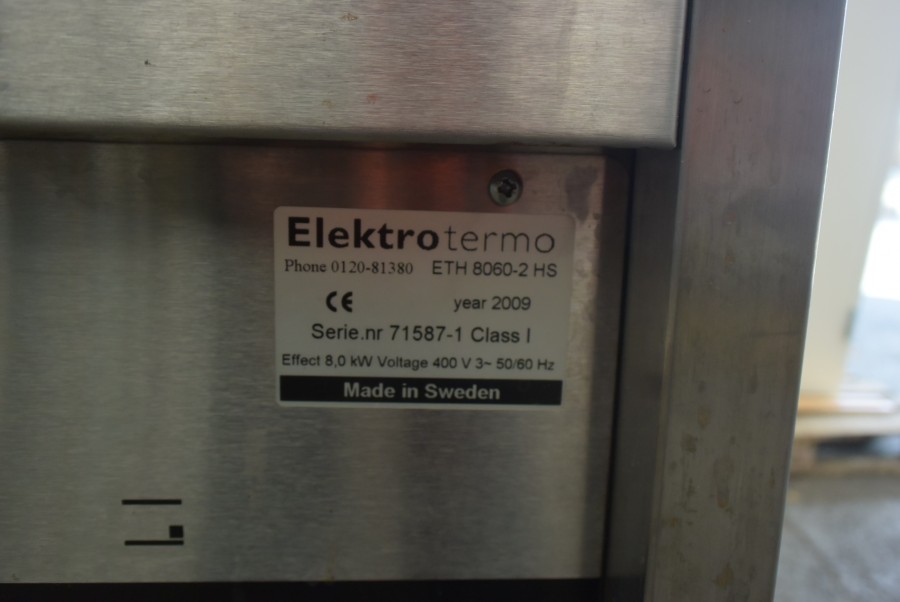 Elektrotermo
Phone 0120-81380 ETH 8060-2 HS
CE year 2009
Serie.nr 71587-1 Class I
Effect 8,0 kW Voltage 400 V 3~ 50/60 Hz
Made in Sweden